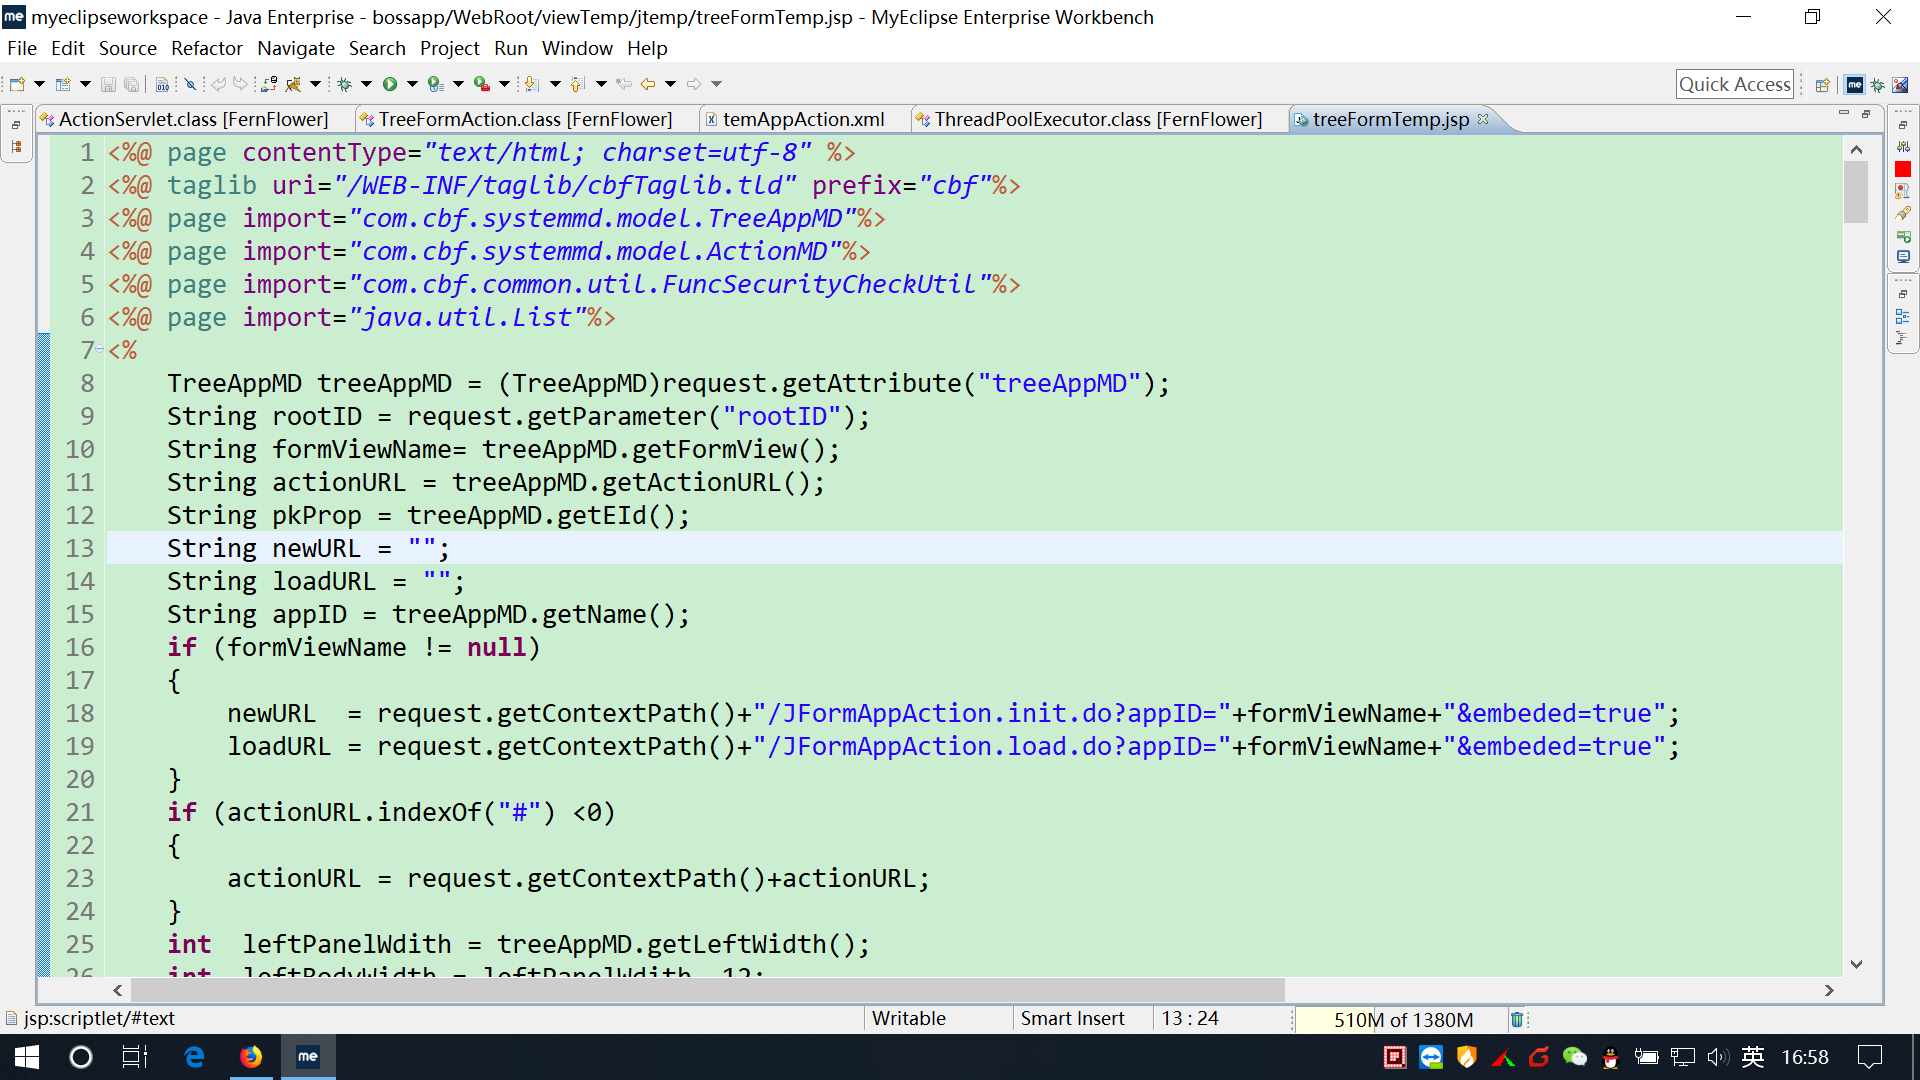 me myeclipseworkspace - Java Enterprise - bossapp/WebRoot/viewTemp/jtemp/treeFormTemp.jsp - MyEclipse Enterprise Workbench
File Edit Source Refactor Navigate Search Project Run Window Help
010 Quick Access me
ActionServlet.class [FernFlower] TreeFormAction.class [FernFlower] temAppAction.xml ThreadPoolExecutor.class [FernFlower] treeFormTemp.jsp
1 <%@ page contentType="text/html; charset=utf-8" %>
2 <%@ taglib uri="/WEB-INF/taglib/cbfTaglib.tld" prefix="cbf"%>
3 <%@ page import="com.cbf.systemmd.model.TreeAppMD"%>
4 <%@ page import="com.cbf.systemmd.model.ActionMD"%>
5 <%@ page import="com.cbf.common.util.FuncSecurityCheckUtil"%>
6 <%@ page import="java.util.List"%>
7 <%
8     TreeAppMD treeAppMD = (TreeAppMD)request.getAttribute("treeAppMD");
9     String rootID = request.getParameter("rootID");
10     String formViewName= treeAppMD.getFormView();
11     String actionURL = treeAppMD.getActionURL();
12     String pkProp = treeAppMD.getEId();
13     String newURL = "";
14     String loadURL = "";
15     String appID = treeAppMD.getName();
16     if (formViewName != null)
17     {
18         newURL  = request.getContextPath()+"/JFormAppAction.init.do?appID="+formViewName+"&embeded=true";
19         loadURL = request.getContextPath()+"/JFormAppAction.load.do?appID="+formViewName+"&embeded=true";
20     }
21     if (actionURL.indexOf("#") <0)
22     {
23         actionURL = request.getContextPath()+actionURL;
24     }
25     int  leftPanelWdith = treeAppMD.getLeftWidth();
26     int  leftBodyWidth = leftPanelWdith -12;
jsp:scriptlet/#text Writable Smart Insert 13 : 24 510M of 1380M
me 英 16:58